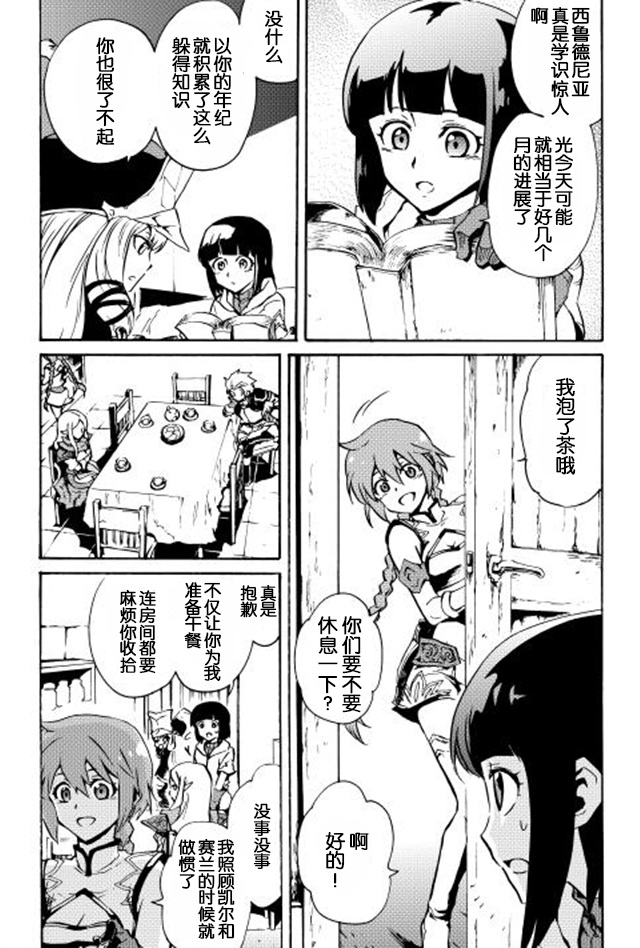 西鲁德尼亚
真是学识惊人
啊
光今天可能
就相当于好几个
月的进展了
没什么
以你的年纪
就积累了这么
躲得知识
你也很了不起
我泡了茶哦
你们要不要
休息一下?
啊
好的!
真是
抱歉
不仅让你为我
准备午餐
连房间都要
麻烦你收拾
没事没事
我照顾凯尔和
赛兰的时候就
做惯了